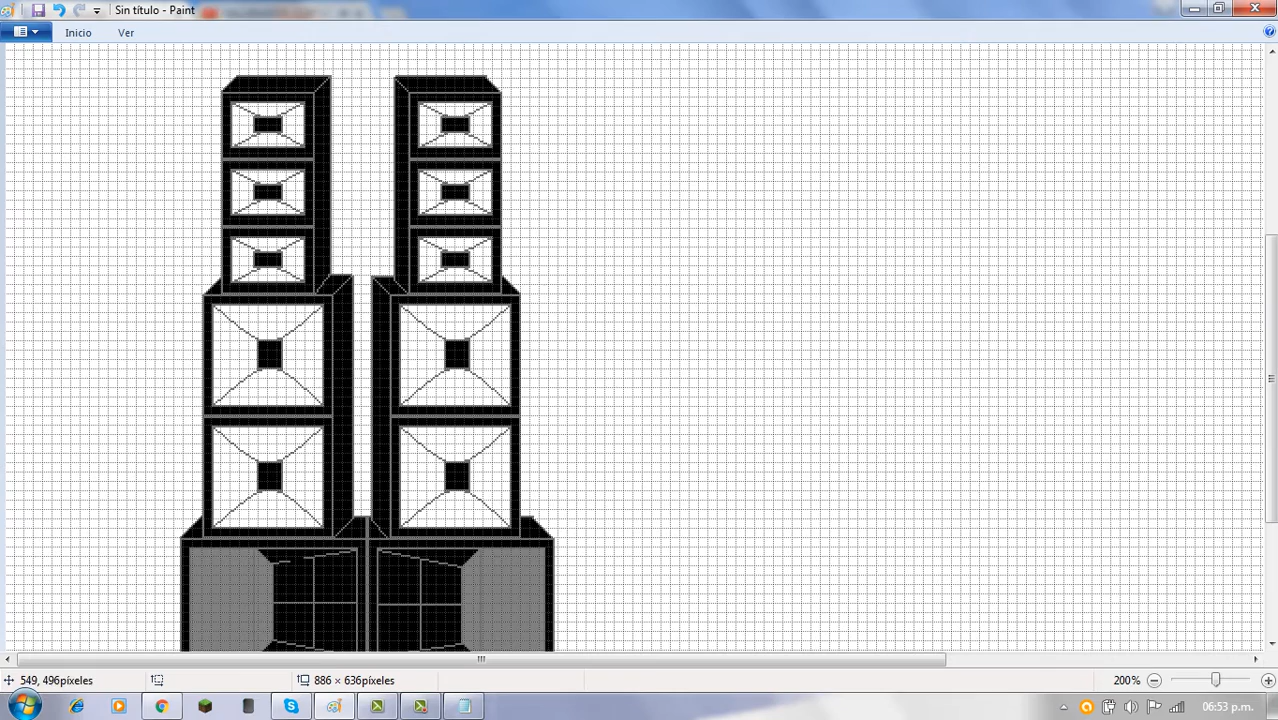 Sin título - Paint
Inicio Ver
549, 496píxeles 886 × 636píxeles 200%
06:53 p.m.